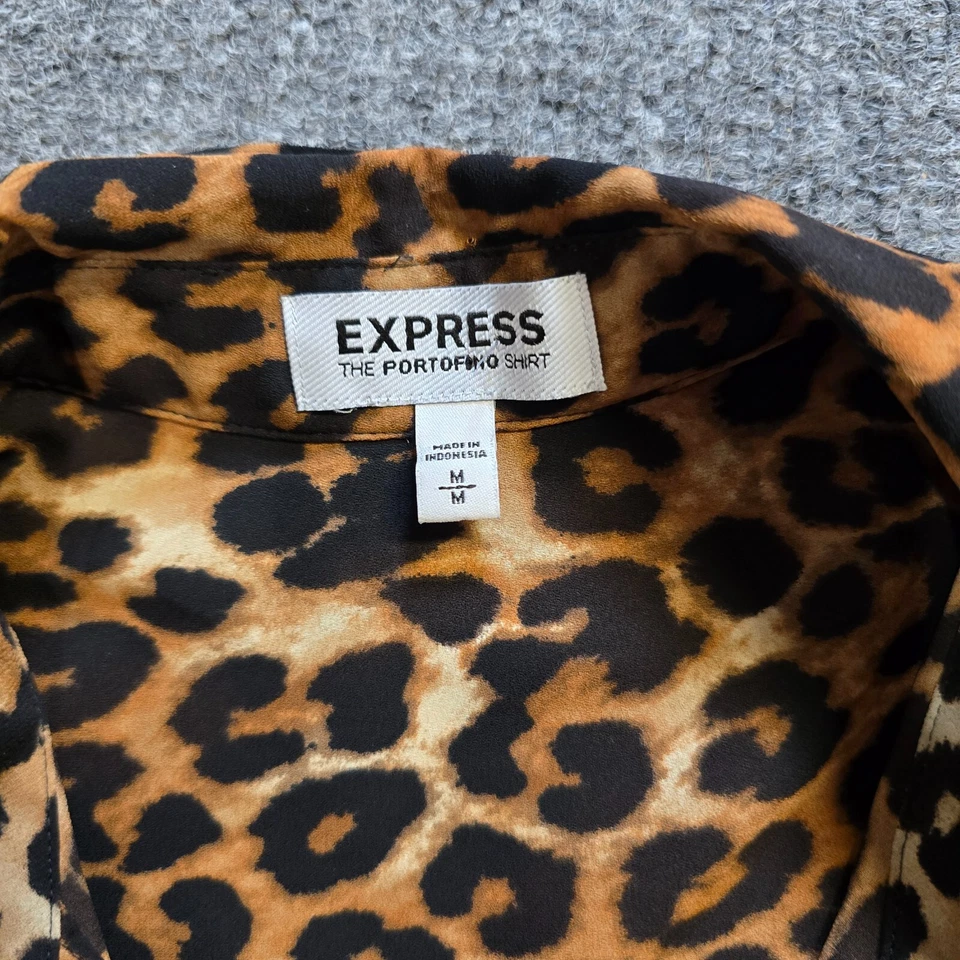 EXPRESS
THE PORTOFINO SHIRT
MADE IN
INDONESIA
M
M